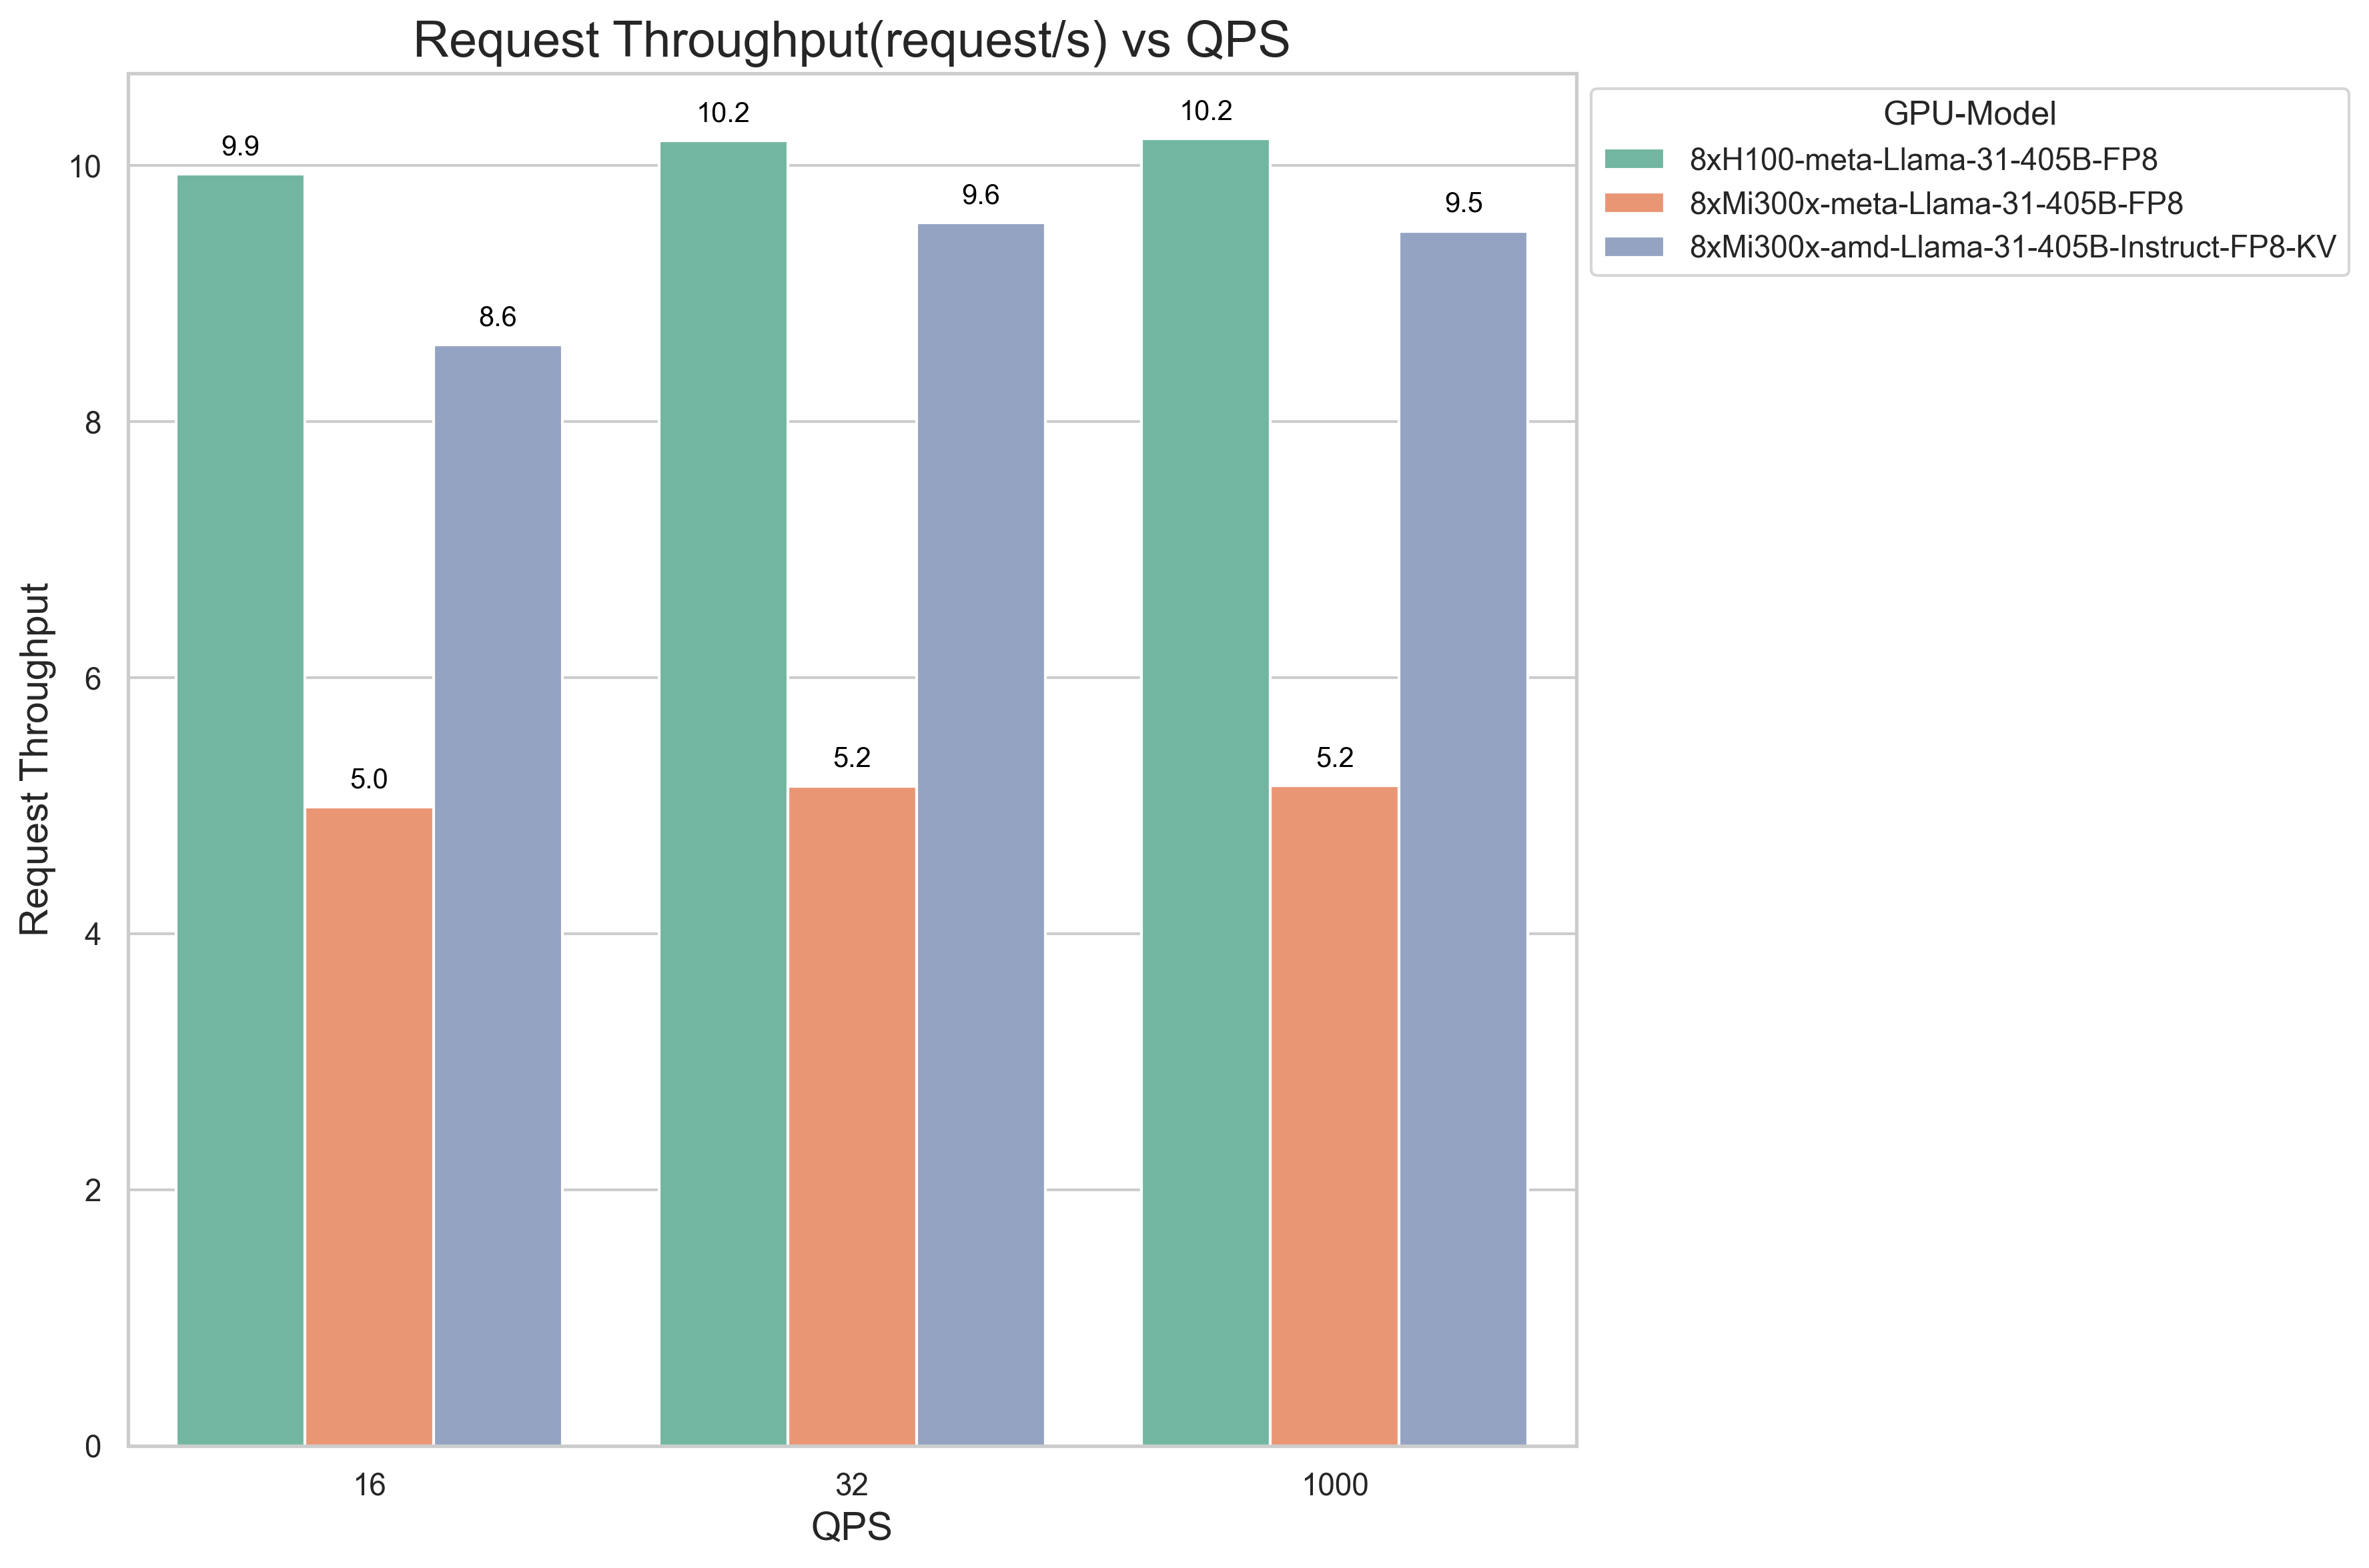 Request Throughput(request/s) vs QPS
GPU-Model
8xH100-meta-Llama-31-405B-FP8
8xMi300x-meta-Llama-31-405B-FP8
8xMi300x-amd-Llama-31-405B-Instruct-FP8-KV
Request Throughput
10
8
6
4
2
0
9.9
5.0
8.6
10.2
5.2
9.6
10.2
5.2
9.5
16
32
1000
QPS